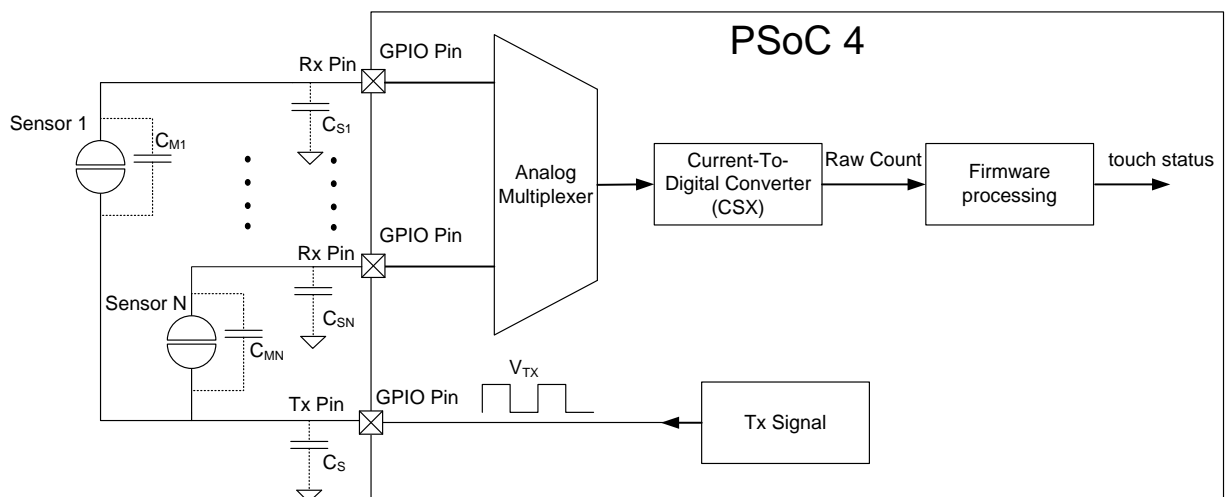 PSoC 4
GPIO Pin
Rx Pin
Sensor 1
CM1
CS1
Analog
Multiplexer
Current-To-
Digital Converter
(CSX)
Raw Count
Firmware
processing
touch status
GPIO Pin
Rx Pin
Sensor N
CSN
CMN
VTX
Tx Pin
GPIO Pin
Tx Signal
CS